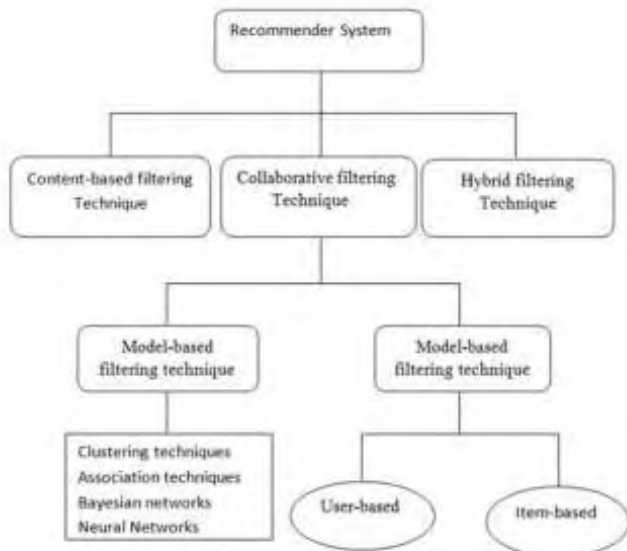 Recommender System
Content-based filtering
Technique
Collaborative filtering
Technique
Hybrid filtering
Technique
Model-based
filtering technique
Model-based
filtering technique
Clustering techniques
Association techniques
Bayesian networks
Neural Networks
User-based
Item-based